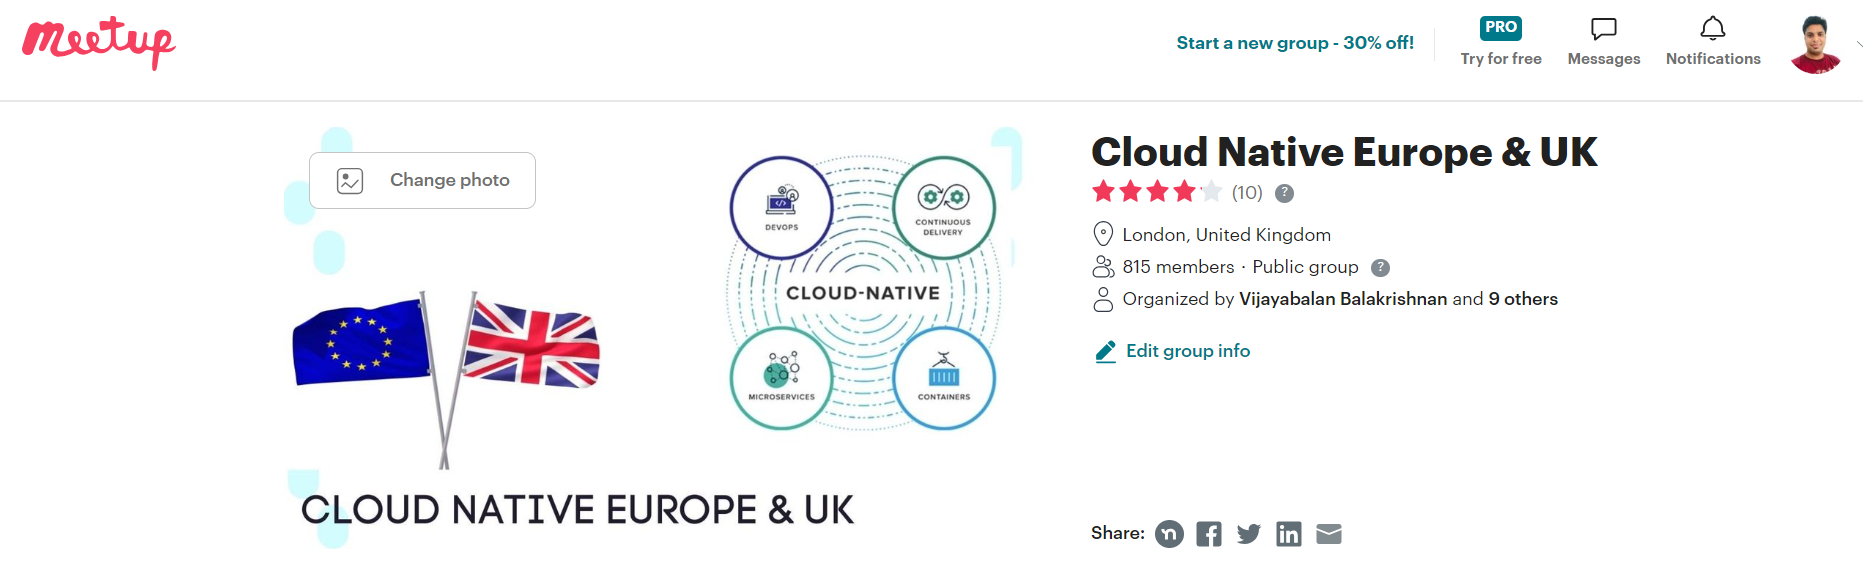 meetup
Start a new group - 30% off!
PRO
Try for free
Messages
Notifications
Change photo
DEVOPS
CONTINUOUS
DELIVERY
CLOUD-NATIVE
MICROSERVICES
CONTAINERS
CLOUD NATIVE EUROPE & UK
Cloud Native Europe & UK
(10) ?
London, United Kingdom
815 members · Public group ?
Organized by Vijayabalan Balakrishnan and 9 others
Edit group info
Share: